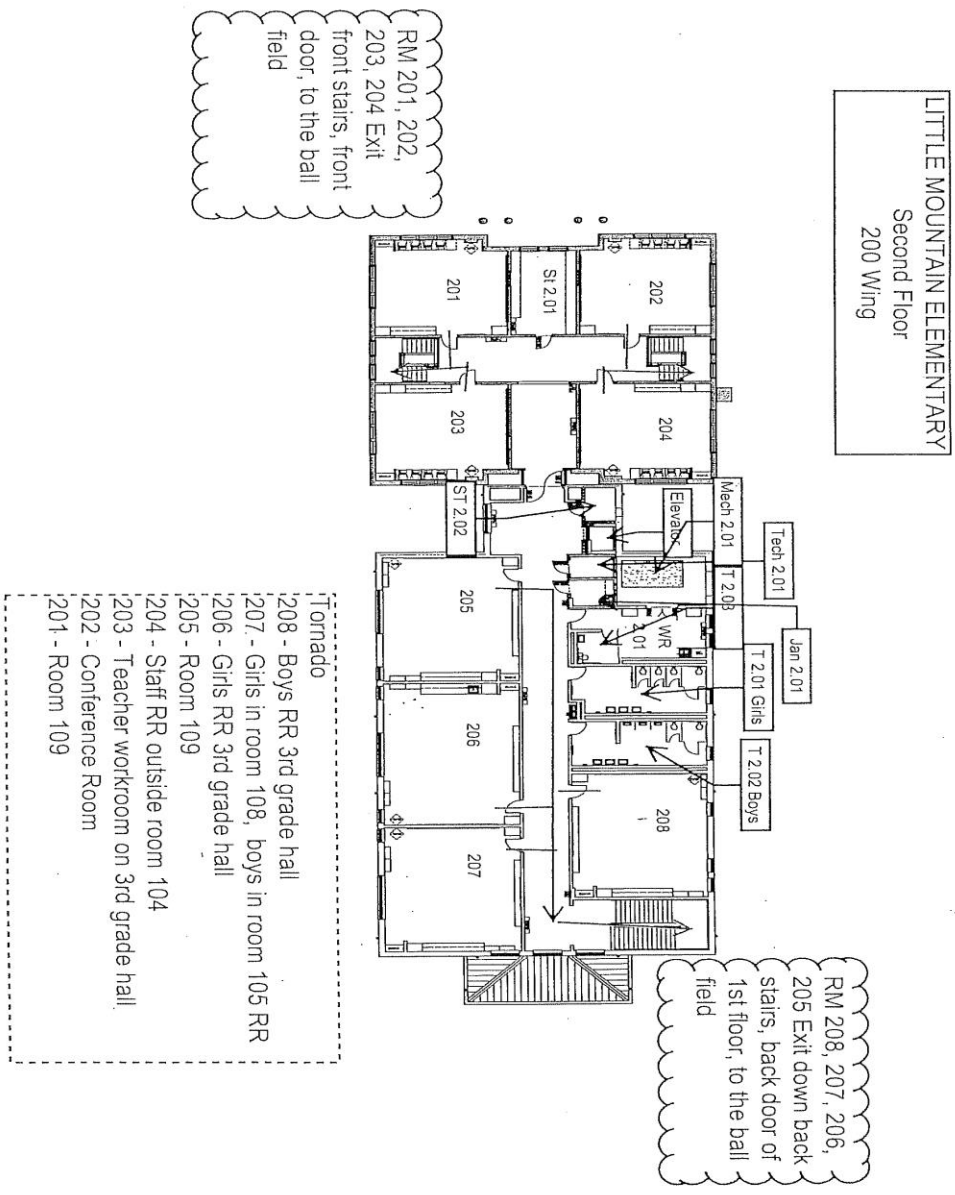 LITTLE MOUNTAIN ELEMENTARY
Second Floor
200 Wing
RM 201, 202,
203, 204 Exit
front stairs, front
door, to the ball
field
201
St 2.01
202
203
204
ST 2.02
Elevator
Mech 2.01
Tech 2.01
T 2.03
Jan 2.01
WR
2.01
T 2.01 Girls
T 2.02 Boys
205
206
207
208
RM 208, 207, 206,
205 Exit down back
stairs, back door of
1st floor, to the ball
field
Tornado
208 - Boys RR 3rd grade hall
207 - Girls in room 108, boys in room 105 RR
206 - Girls RR 3rd grade hall
205 - Room 109
204 - Staff RR outside room 104
203 - Teacher workroom on 3rd grade hall
202 - Conference Room
201 - Room 109